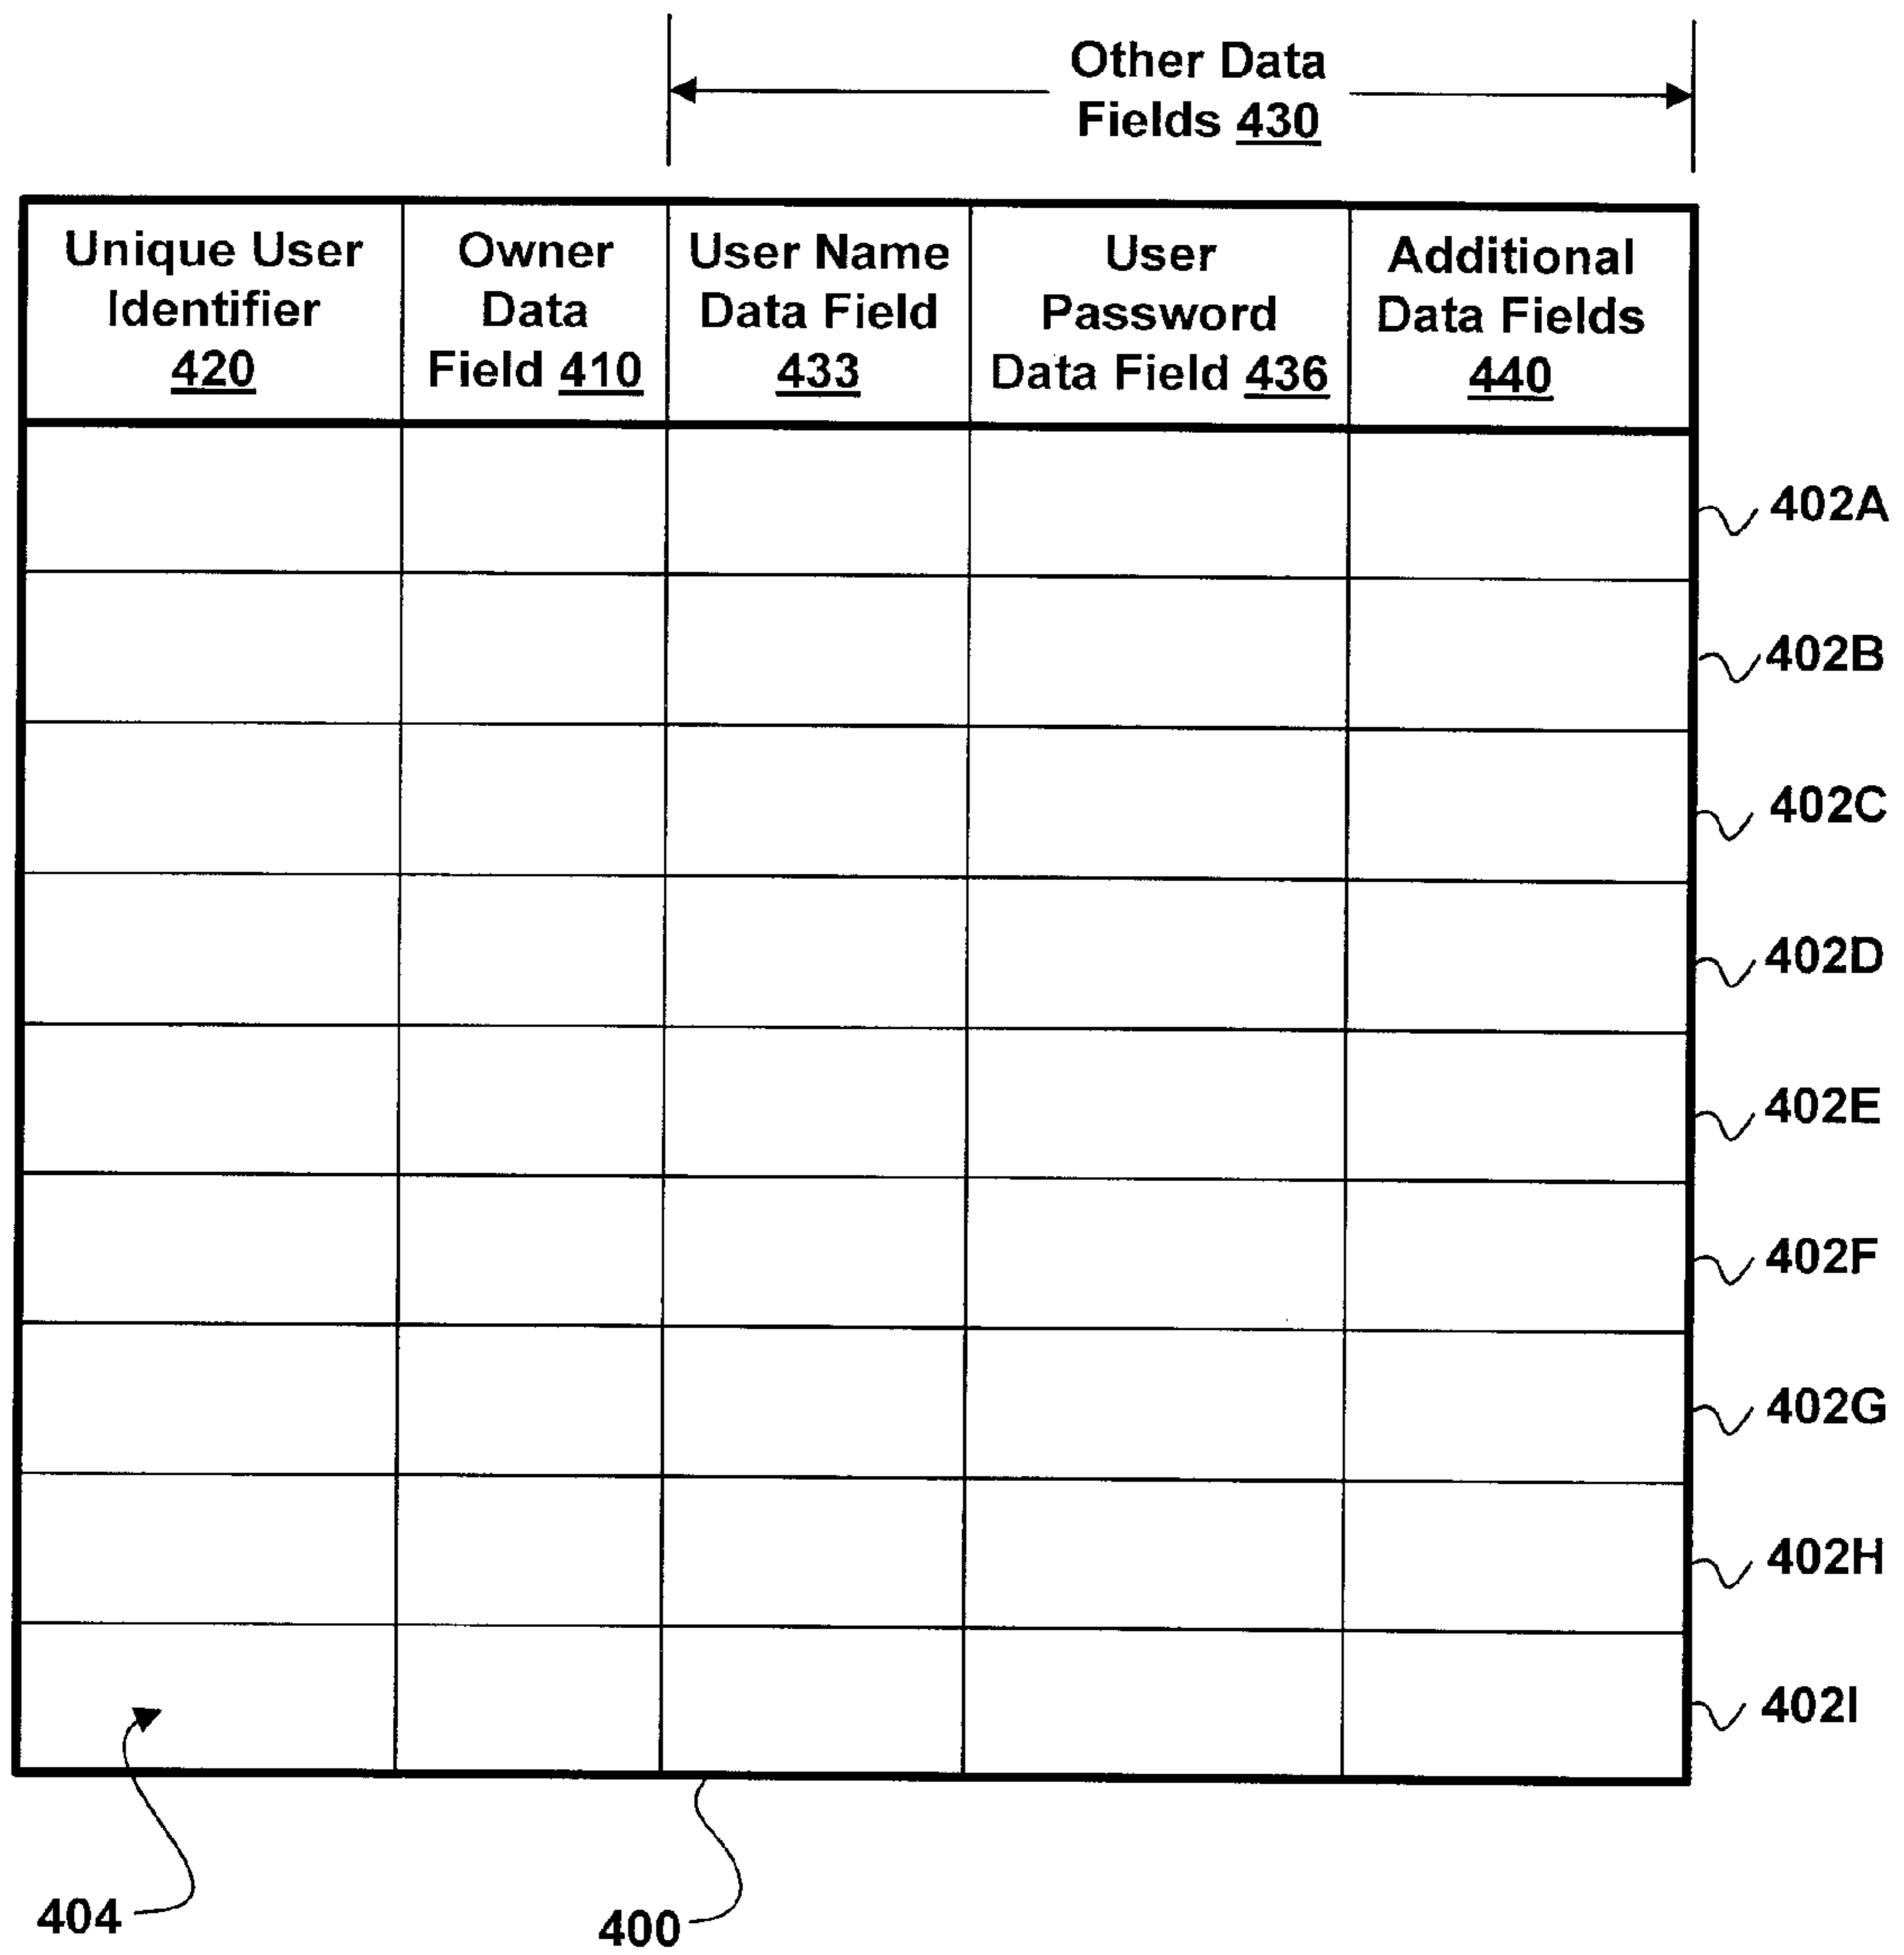 Other Data
Fields 430
Unique User
Identifier
420
Owner
Data
Field 410
User Name
Data Field
433
User
Password
Data Field 436
Additional
Data Fields
440
402A
402B
402C
402D
402E
402F
402G
402H
402I
404
400